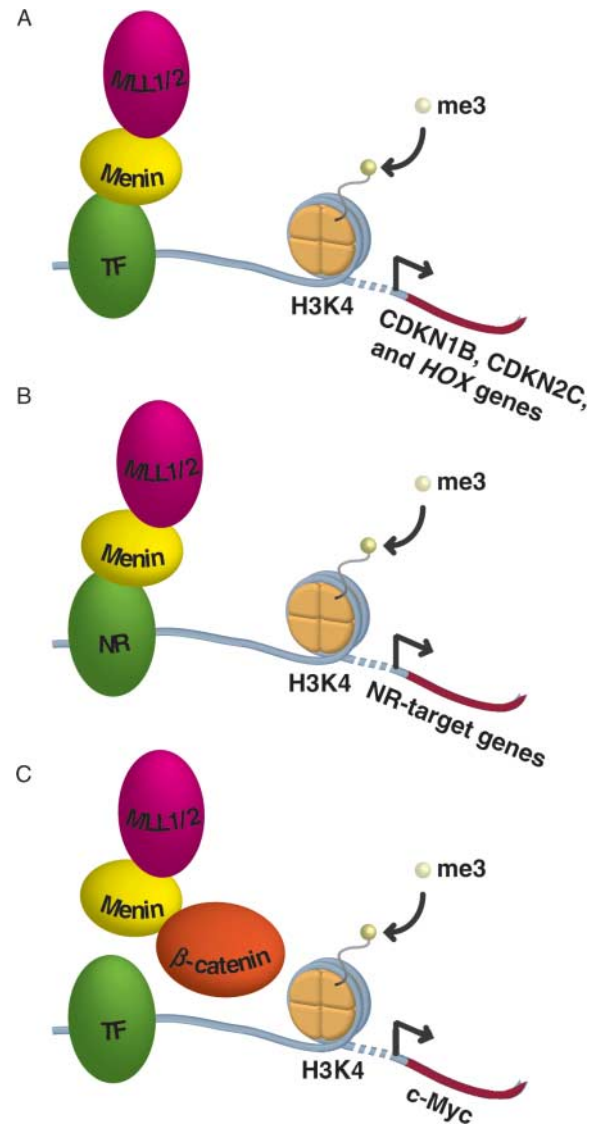 A
MLL1/2
me3
Menin
TF
H3K4
CDKN1B, CDKN2C,
and HOX genes
B
MLL1/2
me3
Menin
NR
H3K4
NR-target genes
C
MLL1/2
me3
Menin
β-catenin
TF
H3K4
c-Myc